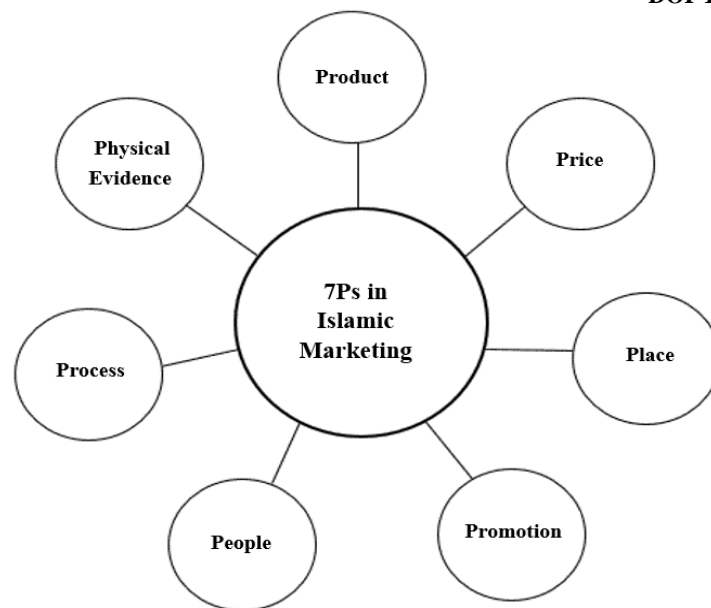 Product
Price
Place
Promotion
People
Process
Physical
Evidence
7Ps in
Islamic
Marketing